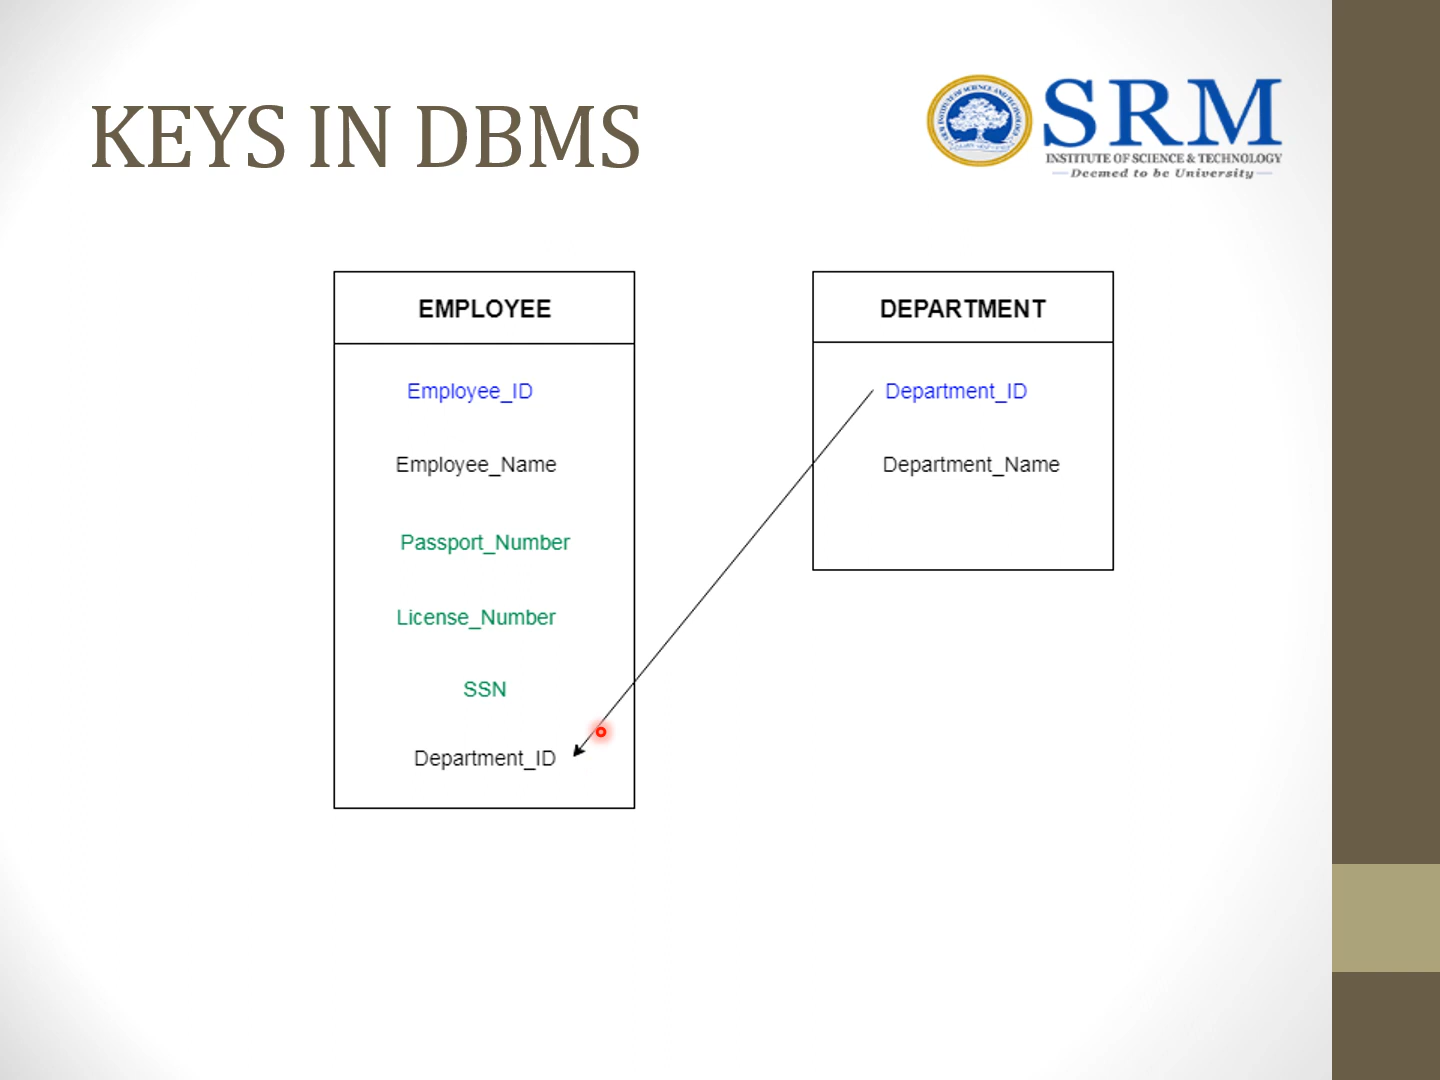 KEYS IN DBMS
SRM
INSTITUTE OF SCIENCE & TECHNOLOGY
Deemed to be University
EMPLOYEE
Employee_ID
Employee_Name
Passport_Number
License_Number
SSN
Department_ID
DEPARTMENT
Department_ID
Department_Name